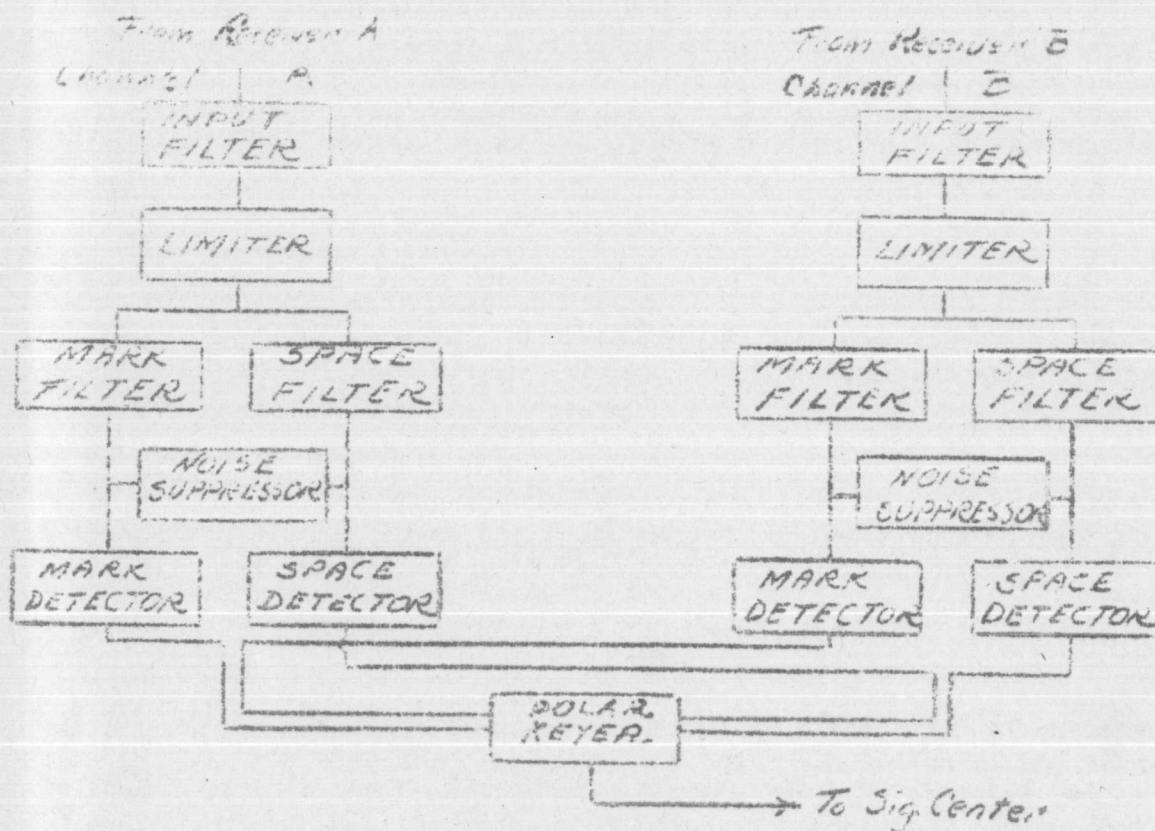 From Receiver A
Channel A
INPUT
FILTER
LIMITER
MARK
FILTER
SPACE
FILTER
NOISE
SUPPRESSOR
MARK
DETECTOR
SPACE
DETECTOR
From Receiver B
Channel B
INPUT
FILTER
LIMITER
MARK
FILTER
SPACE
FILTER
NOISE
SUPPRESSOR
MARK
DETECTOR
SPACE
DETECTOR
POLAR
KEYER
To Sig. Center